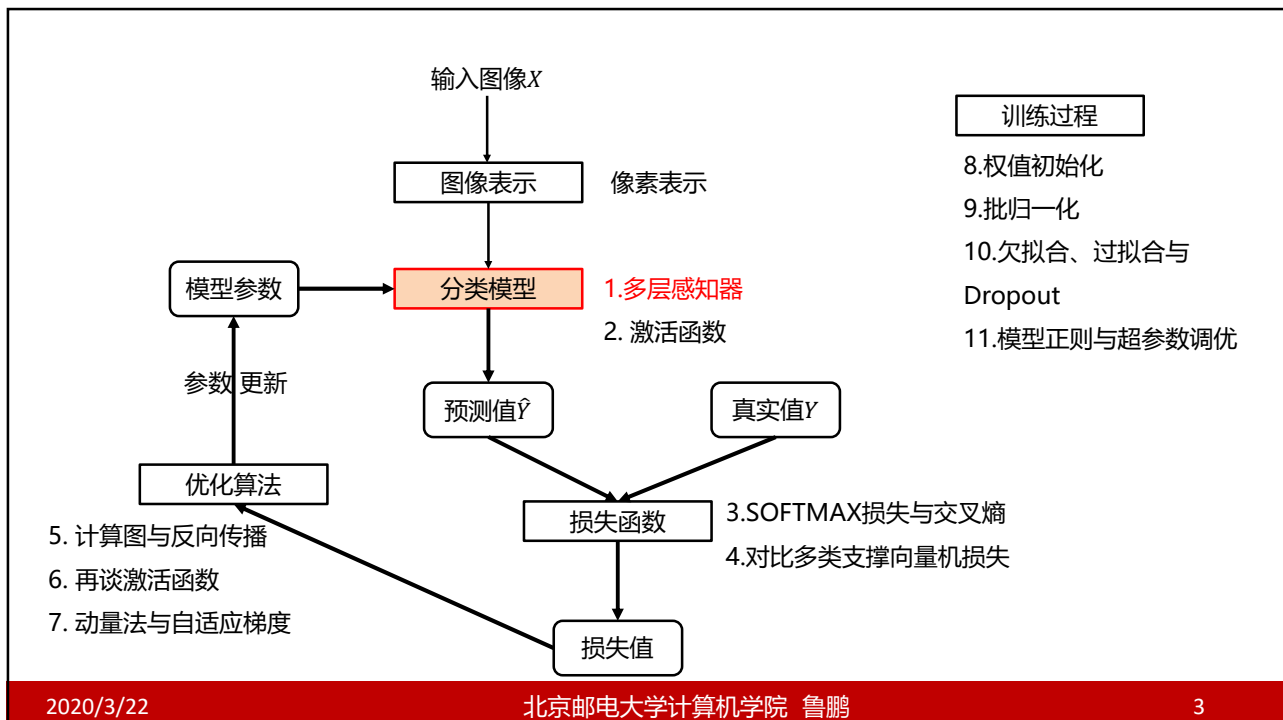 输入图像X
训练过程
图像表示
像素表示
8.权值初始化
9.批归一化
10.欠拟合、过拟合与
Dropout
11.模型正则与超参数调优
模型参数
分类模型
1.多层感知器
2. 激活函数
参数 更新
预测值Ŷ
真实值Y
优化算法
损失函数
3.SOFTMAX损失与交叉熵
4.对比多类支撑向量机损失
5. 计算图与反向传播
6. 再谈激活函数
7. 动量法与自适应梯度
损失值
2020/3/22
北京邮电大学计算机学院 鲁鹏
3